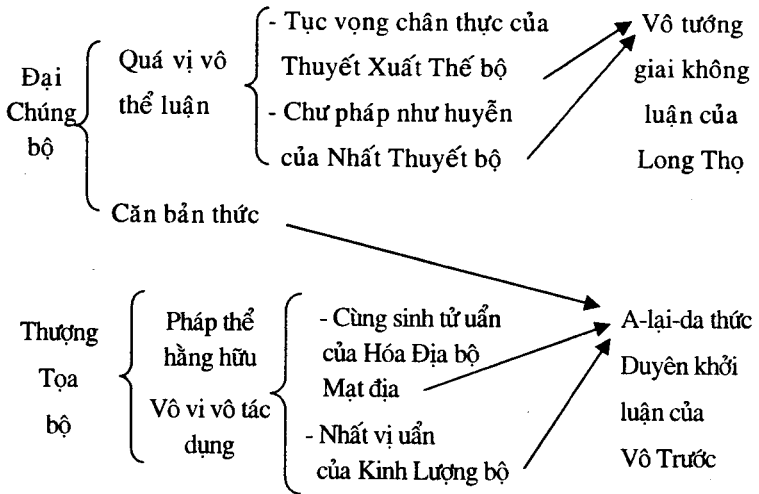 Đại
Chúng
bộ
Quá vị vô
thể luận
- Tục vọng chân thực của
Thuyết Xuất Thế bộ
- Chư pháp như huyễn
của Nhất Thuyết bộ
Vô tướng
giai không
luận của
Long Thọ
Căn bản thức
Thượng
Tọa
bộ
Pháp thể
hằng hữu
Vô vi vô tác
dụng
- Cùng sinh tử uẩn
của Hóa Địa bộ
Mạt địa
- Nhất vị uẩn
của Kinh Lượng bộ
A-lại-da thức
Duyên khởi
luận của
Vô Trước